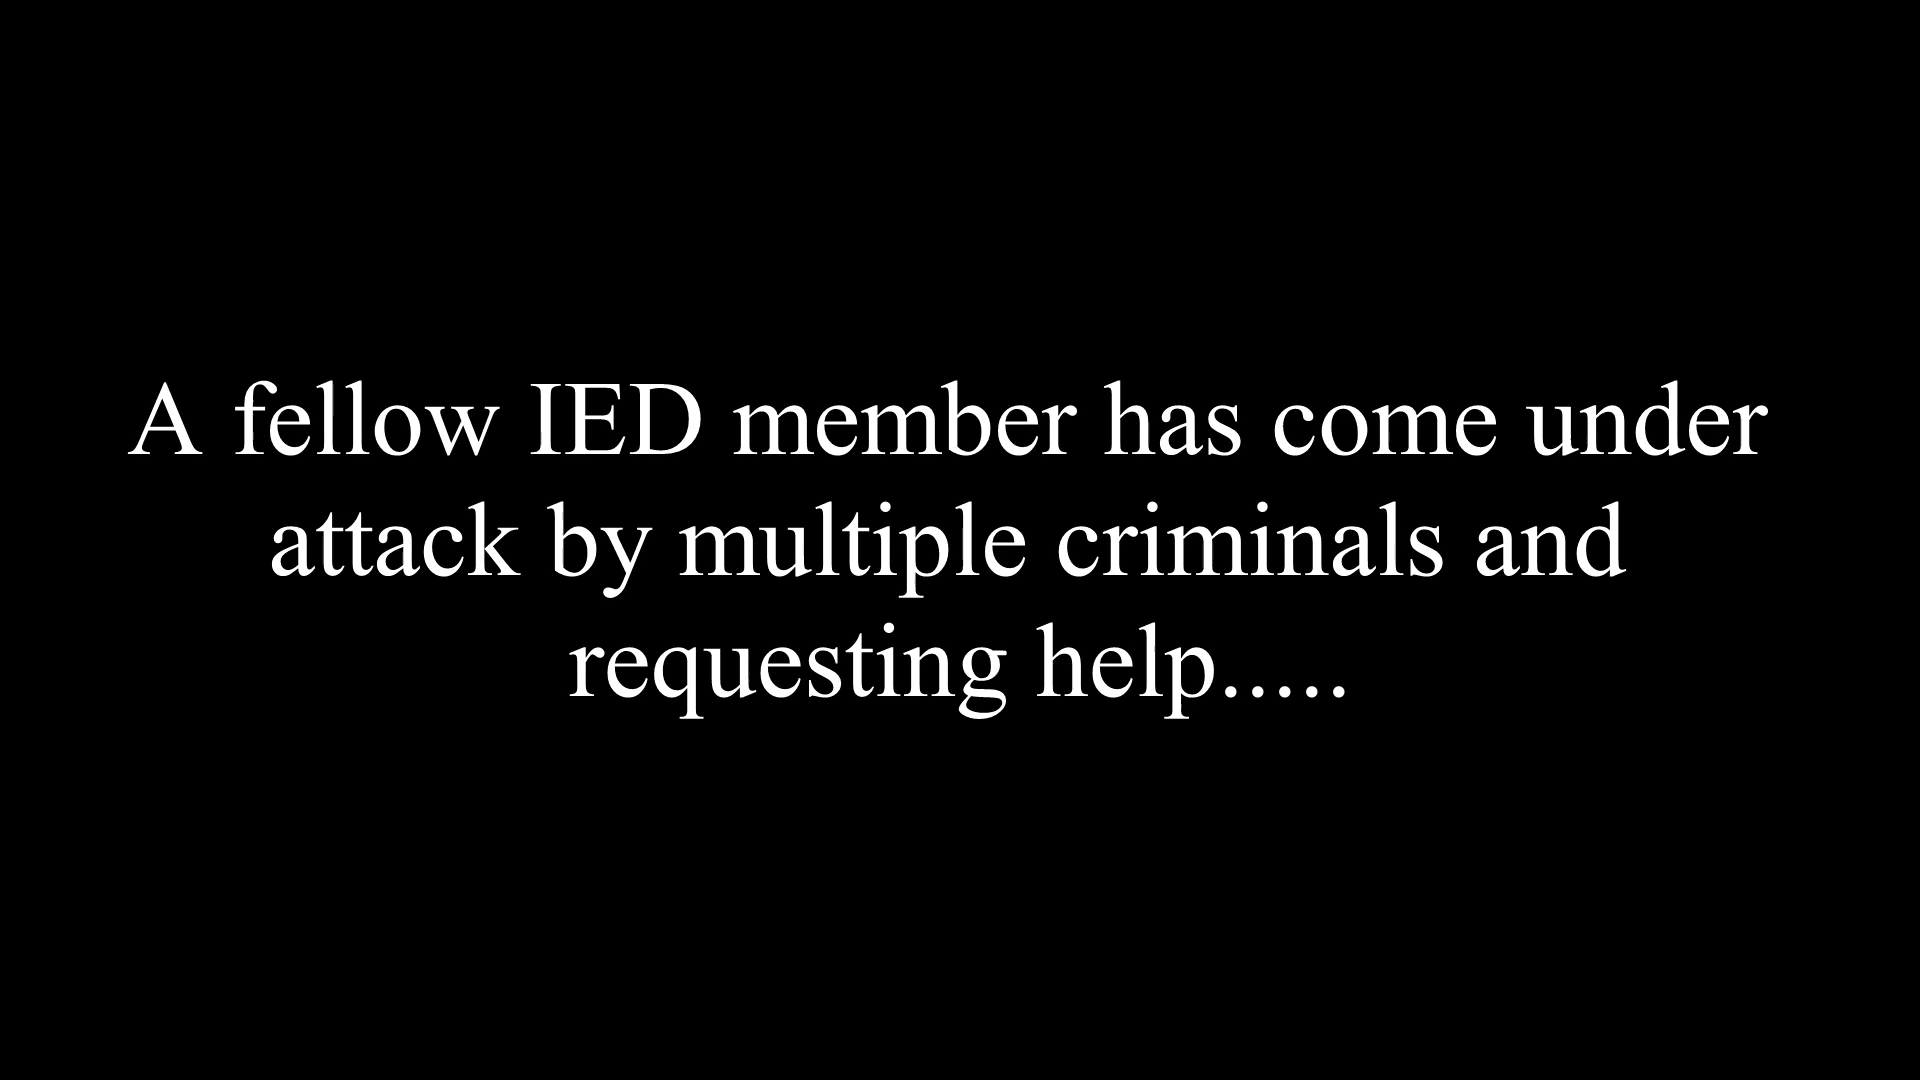 A fellow IED member has come under
attack by multiple criminals and
requesting help.....